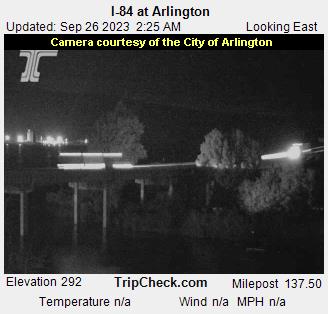 I-84 at Arlington
Updated: Sep 26 2023 2:25 AM Looking East
Camera courtesy of the City of Arlington
Elevation 292 TripCheck.com Milepost 137.50
Temperature n/a Wind n/a MPH n/a